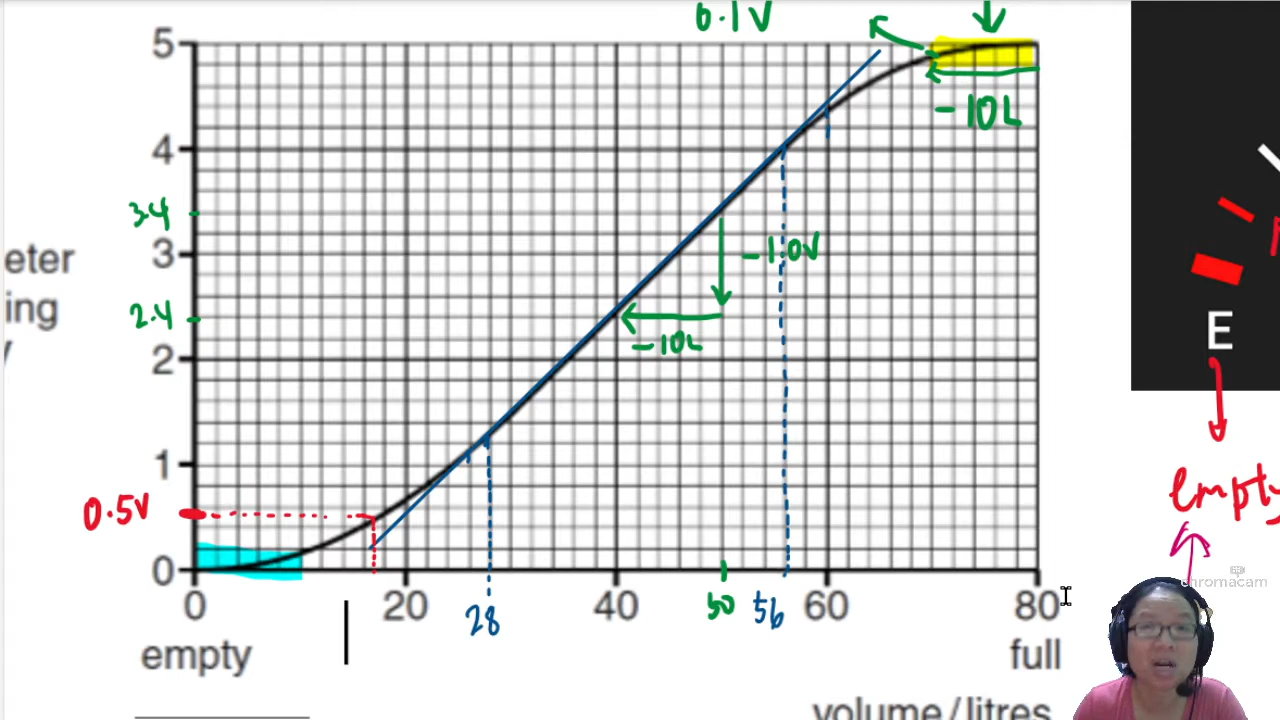 0.1V
5
-10L
4
3.4
-1.0V
eter
3
ing
2.4
-10L
E
2
1
empty
0.5V
0
chromacam
0
20
28
40
50
56
60
80
empty
full
volume/litres